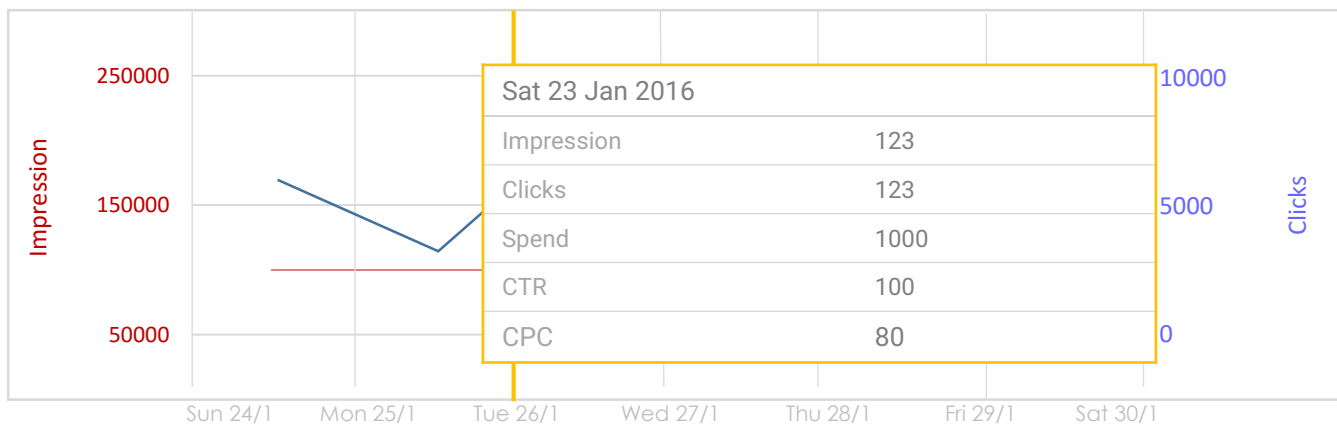 Impression
250000
150000
50000
Sat 23 Jan 2016
Impression 123
Clicks 123
Spend 1000
CTR 100
CPC 80
10000
5000
0
Clicks
Sun 24/1 Mon 25/1 Tue 26/1 Wed 27/1 Thu 28/1 Fri 29/1 Sat 30/1